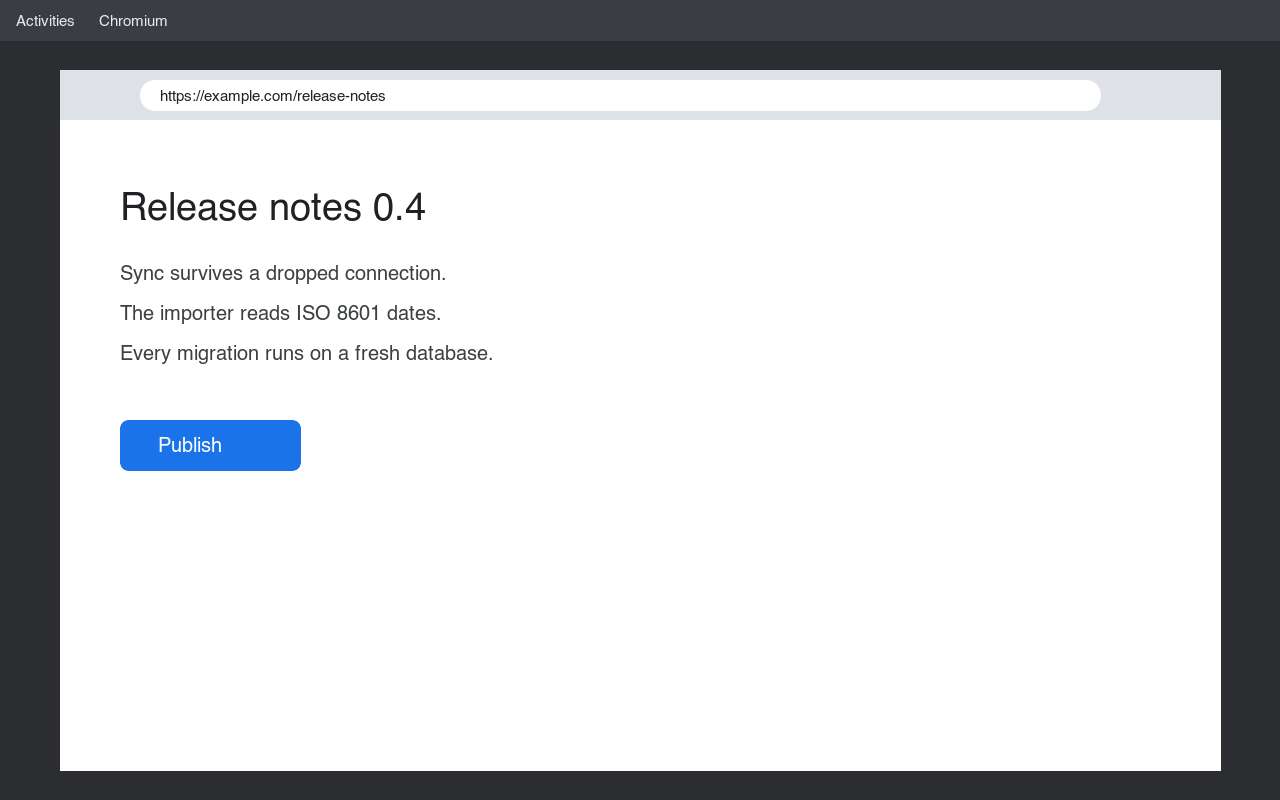 Activities Chromium
https://example.com/release-notes
Release notes 0.4
Sync survives a dropped connection.
The importer reads ISO 8601 dates.
Every migration runs on a fresh database.
Publish